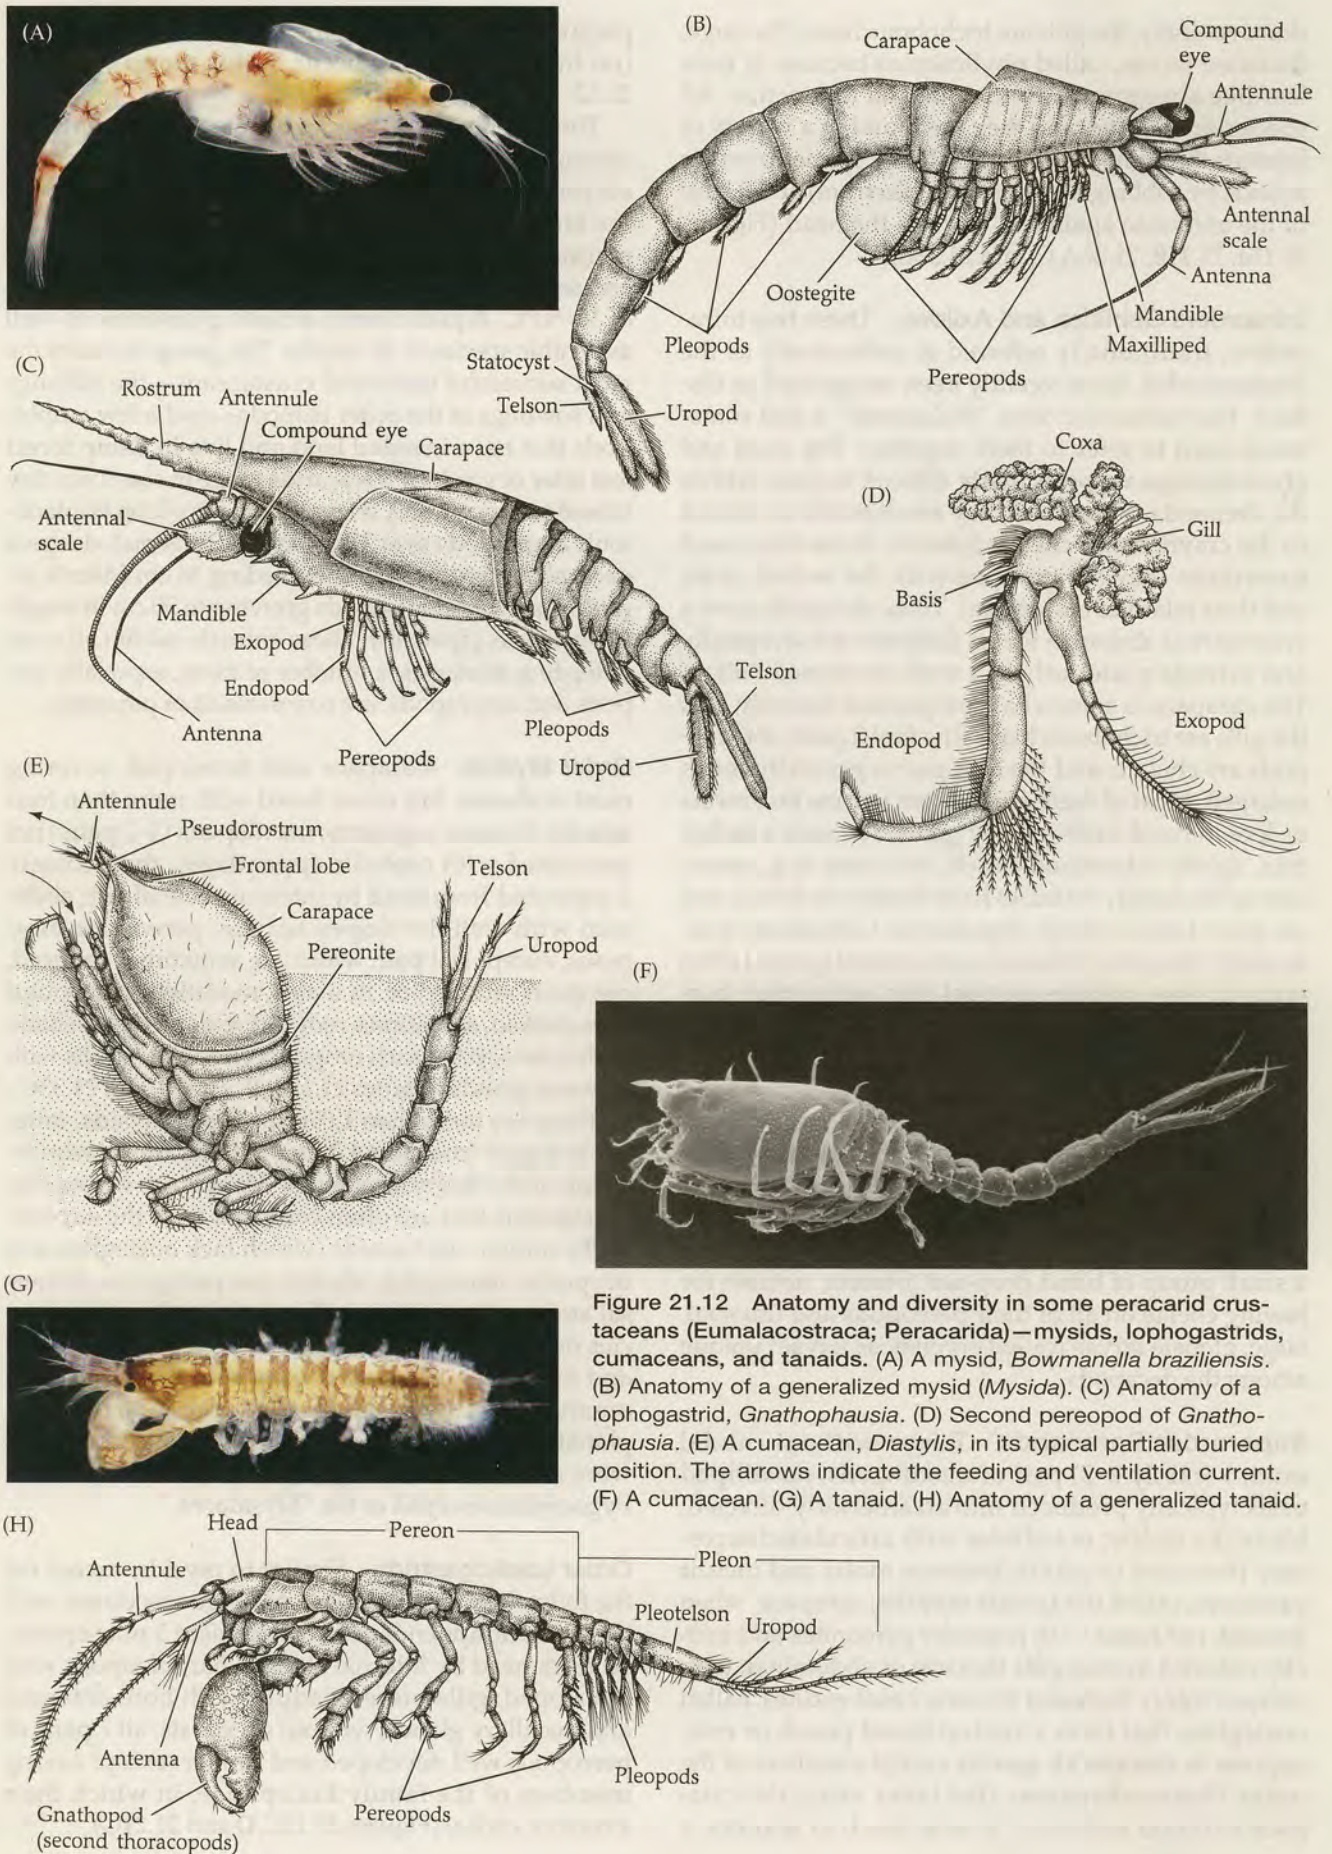 (A)
(B)
Carapace
Compound
eye
Antennule
Antennal
scale
Antenna
Mandible
Maxilliped
Oostegite
Pleopods
Pereopods
Statocyst
Telson
Uropod
(C)
Rostrum
Antennule
Compound eye
Carapace
Antennal
scale
Mandible
Exopod
Endopod
Antenna
Pereopods
Pleopods
Telson
Uropod
(D)
Coxa
Gill
Basis
Endopod
Exopod
(E)
Antennule
Pseudorostrum
Frontal lobe
Carapace
Pereonite
Telson
Uropod
(F)
(G)
Figure 21.12 Anatomy and diversity in some peracarid crus-
taceans (Eumalacostraca; Peracarida)—mysids, lophogastrids,
cumaceans, and tanaids. (A) A mysid, Bowmanella braziliensis.
(B) Anatomy of a generalized mysid (Mysida). (C) Anatomy of a
lophogastrid, Gnathophausia. (D) Second pereopod of Gnatho-
phausia. (E) A cumacean, Diastylis, in its typical partially buried
position. The arrows indicate the feeding and ventilation current.
(F) A cumacean. (G) A tanaid. (H) Anatomy of a generalized tanaid.
(H)
Head
Pereon
Pleon
Antennule
Pleotelson
Uropod
Antenna
Pleopods
Gnathopod
(second thoracopods)
Pereopods